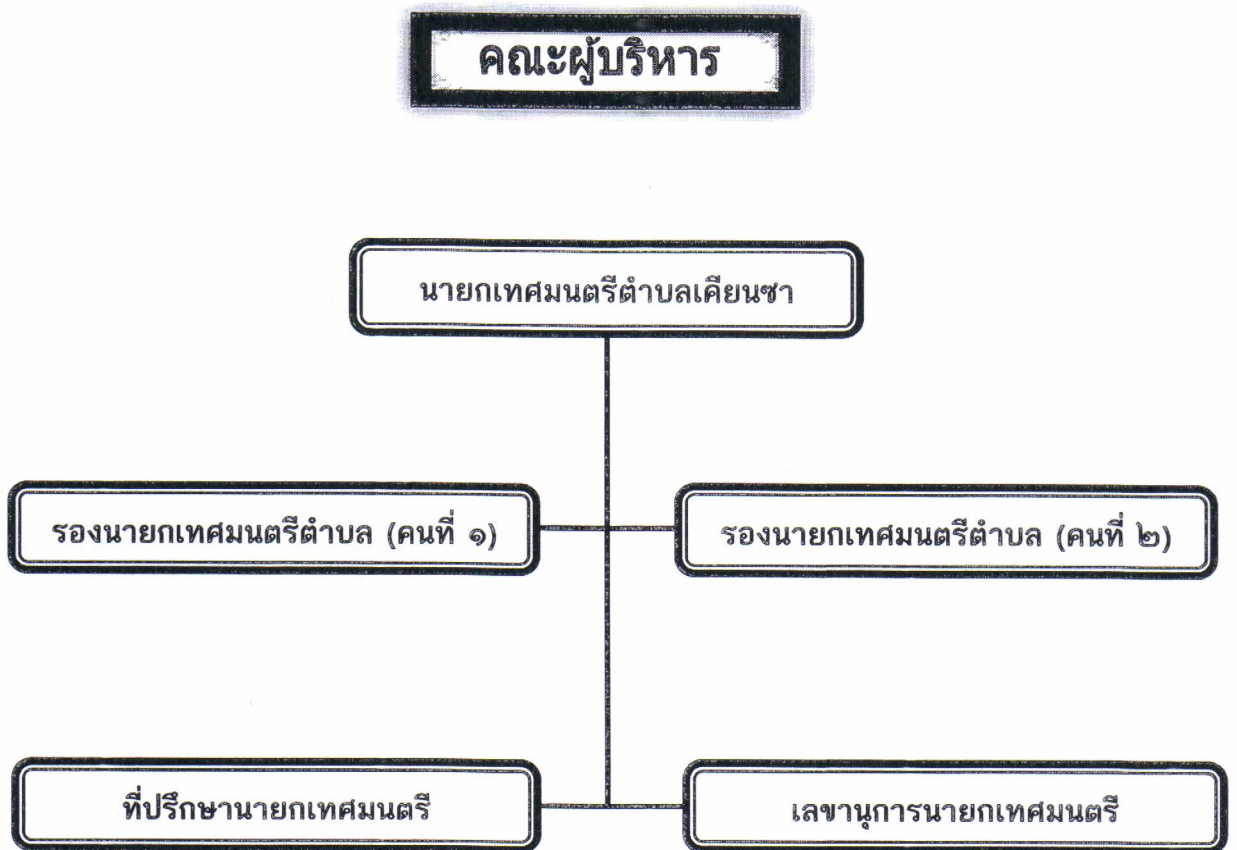 คณะผู้บริหาร
นายกเทศมนตรีตำบลเคียนซา
รองนายกเทศมนตรีตำบล (คนที่ ๑)
รองนายกเทศมนตรีตำบล (คนที่ ๒)
ที่ปรึกษานายกเทศมนตรี
เลขานุการนายกเทศมนตรี